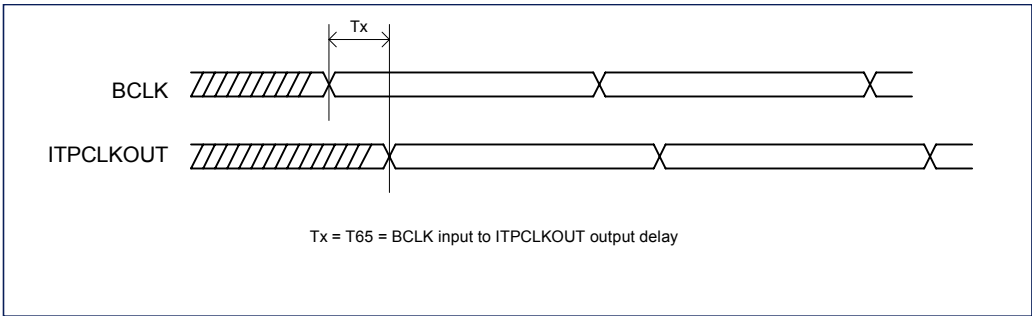 Tx
BCLK
ITPCLKOUT
Tx = T65 = BCLK input to ITPCLKOUT output delay